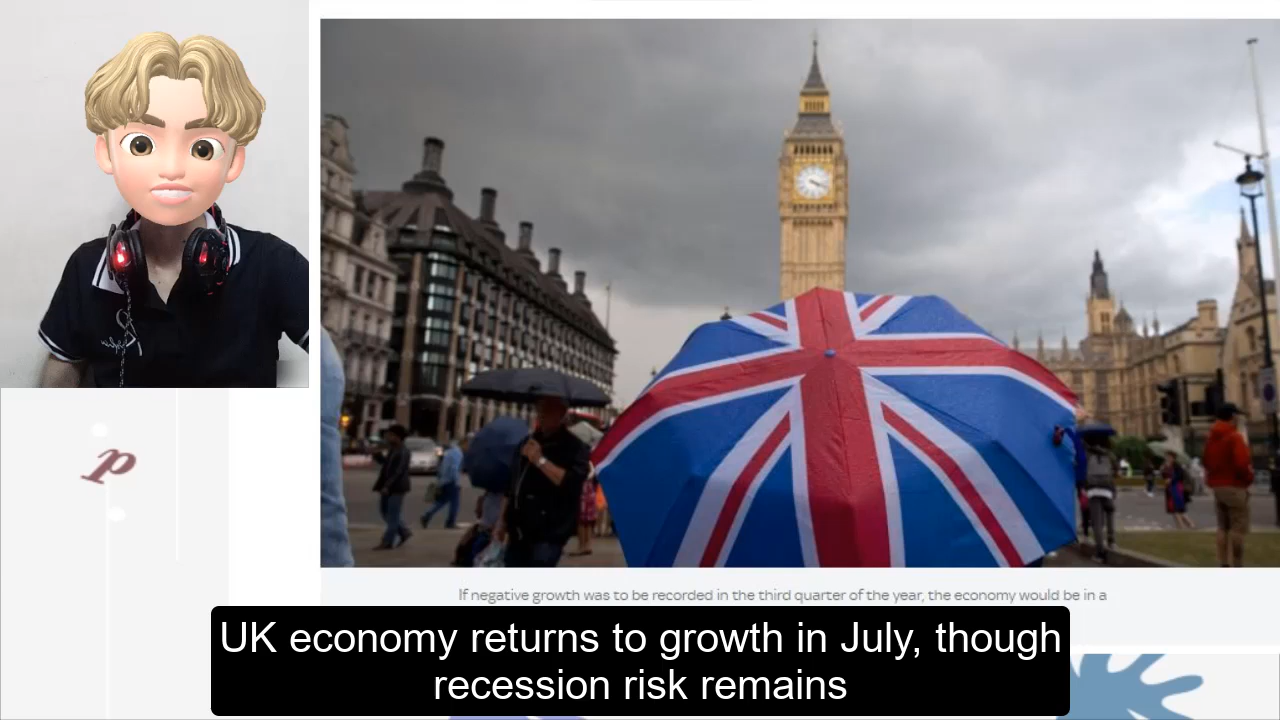 p
If negative growth was to be recorded in the third quarter of the year, the economy would be in a
UK economy returns to growth in July, though
recession risk remains